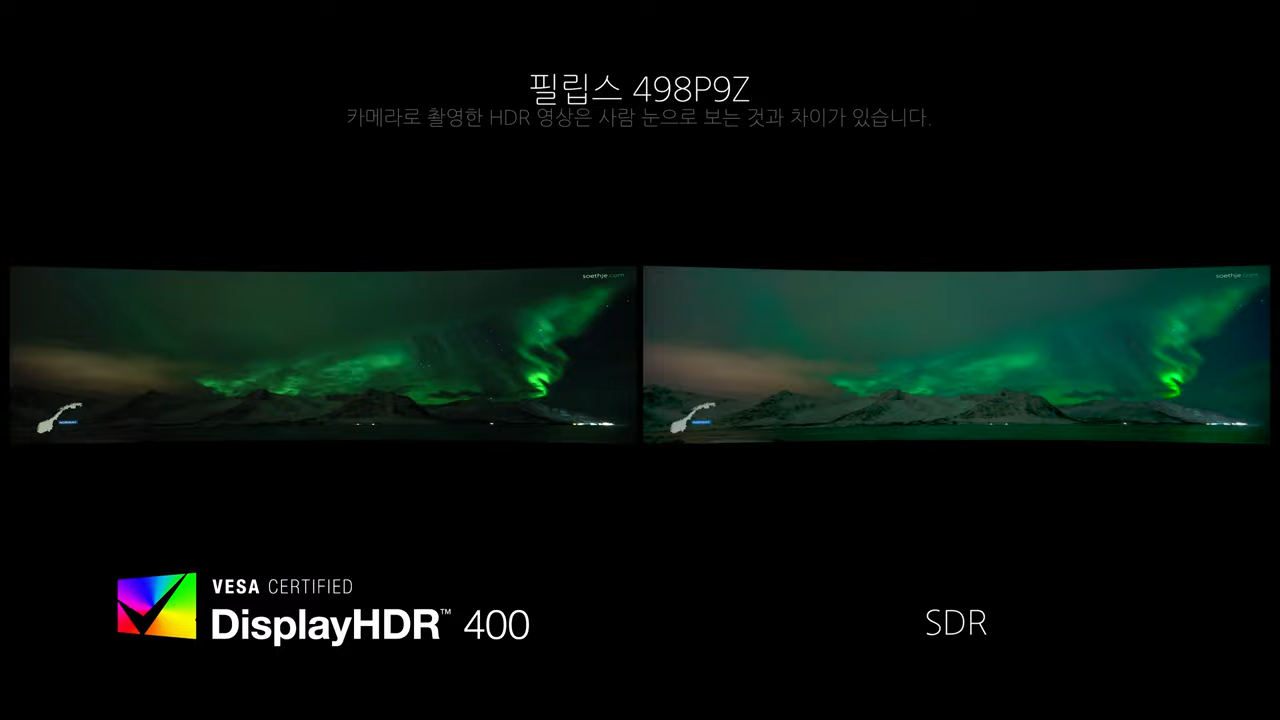 필립스 498P9Z
카메라로 촬영한 HDR 영상은 사람 눈으로 보는 것과 차이가 있습니다.
soethje.com
soethje.com
VESA CERTIFIED
DisplayHDR™ 400
SDR